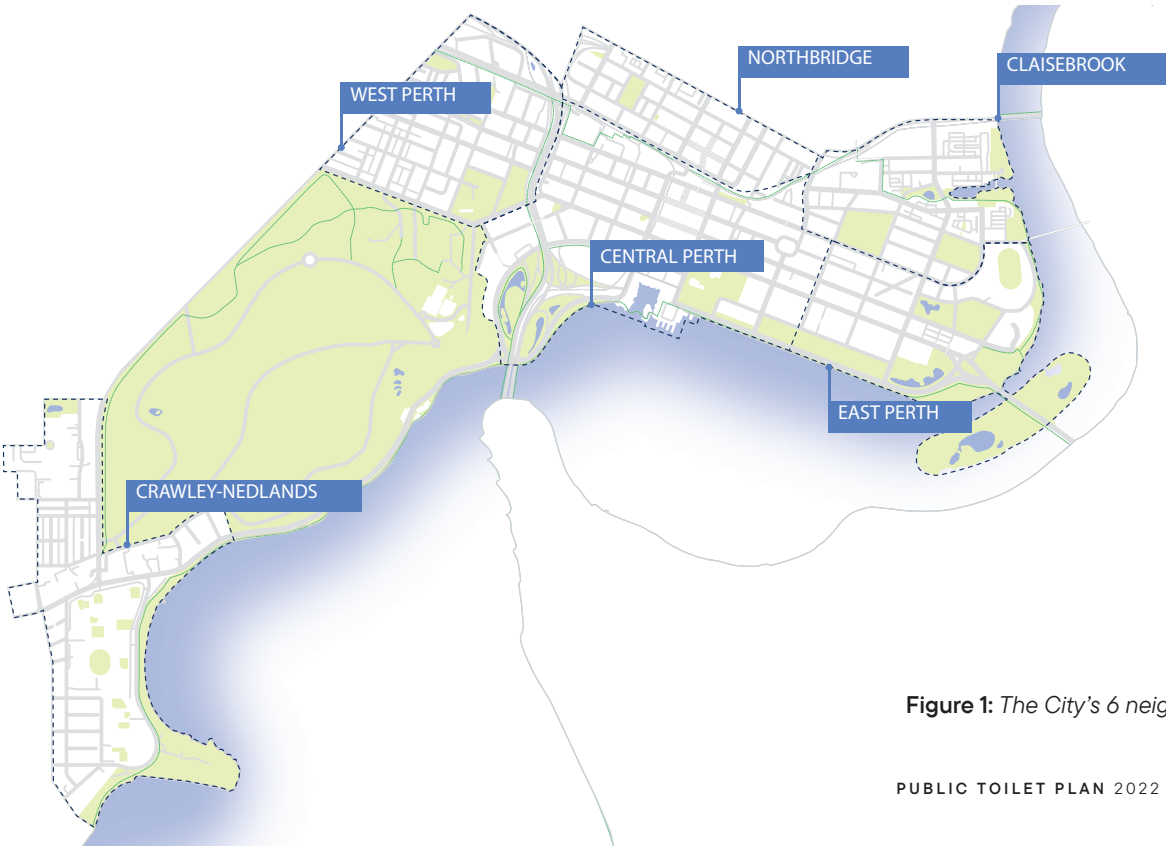 NORTHBRIDGE
CLAISEBROOK
WEST PERTH
CENTRAL PERTH
EAST PERTH
CRAWLEY-NEDLANDS
Figure 1: The City's 6 neig
PUBLIC TOILET PLAN 2022